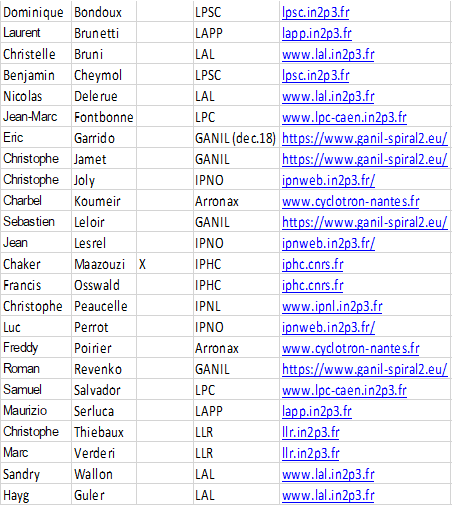 Dominique Bondoux LPSC lpsc.in2p3.fr
Laurent Brunetti LAPP lapp.in2p3.fr
Christelle Bruni LAL www.lal.in2p3.fr
Benjamin Cheymol LPSC lpsc.in2p3.fr
Nicolas Delerue LAL www.lal.in2p3.fr
Jean-Marc Fontbonne LPC www.lpc-caen.in2p3.fr
Eric Garrido GANIL (dec.18) https://www.ganil-spiral2.eu/
Christophe Jamet GANIL https://www.ganil-spiral2.eu/
Christophe Joly IPNO ipnweb.in2p3.fr/
Charbel Koumeir Arronax www.cyclotron-nantes.fr
Sebastien Leloir GANIL https://www.ganil-spiral2.eu/
Jean Lesrel IPNO ipnweb.in2p3.fr/
Chaker Maazouzi X IPHC iphc.cnrs.fr
Francis Osswald IPHC iphc.cnrs.fr
Christophe Peaucelle IPNL www.ipnl.in2p3.fr
Luc Perrot IPNO ipnweb.in2p3.fr/
Freddy Poirier Arronax www.cyclotron-nantes.fr
Roman Revenko GANIL https://www.ganil-spiral2.eu/
Samuel Salvador LPC www.lpc-caen.in2p3.fr
Maurizio Serluca LAPP lapp.in2p3.fr
Christophe Thiebaux LLR llr.in2p3.fr
Marc Verderi LLR llr.in2p3.fr
Sandry Wallon LAL www.lal.in2p3.fr
Hayg Guler LAL www.lal.in2p3.fr